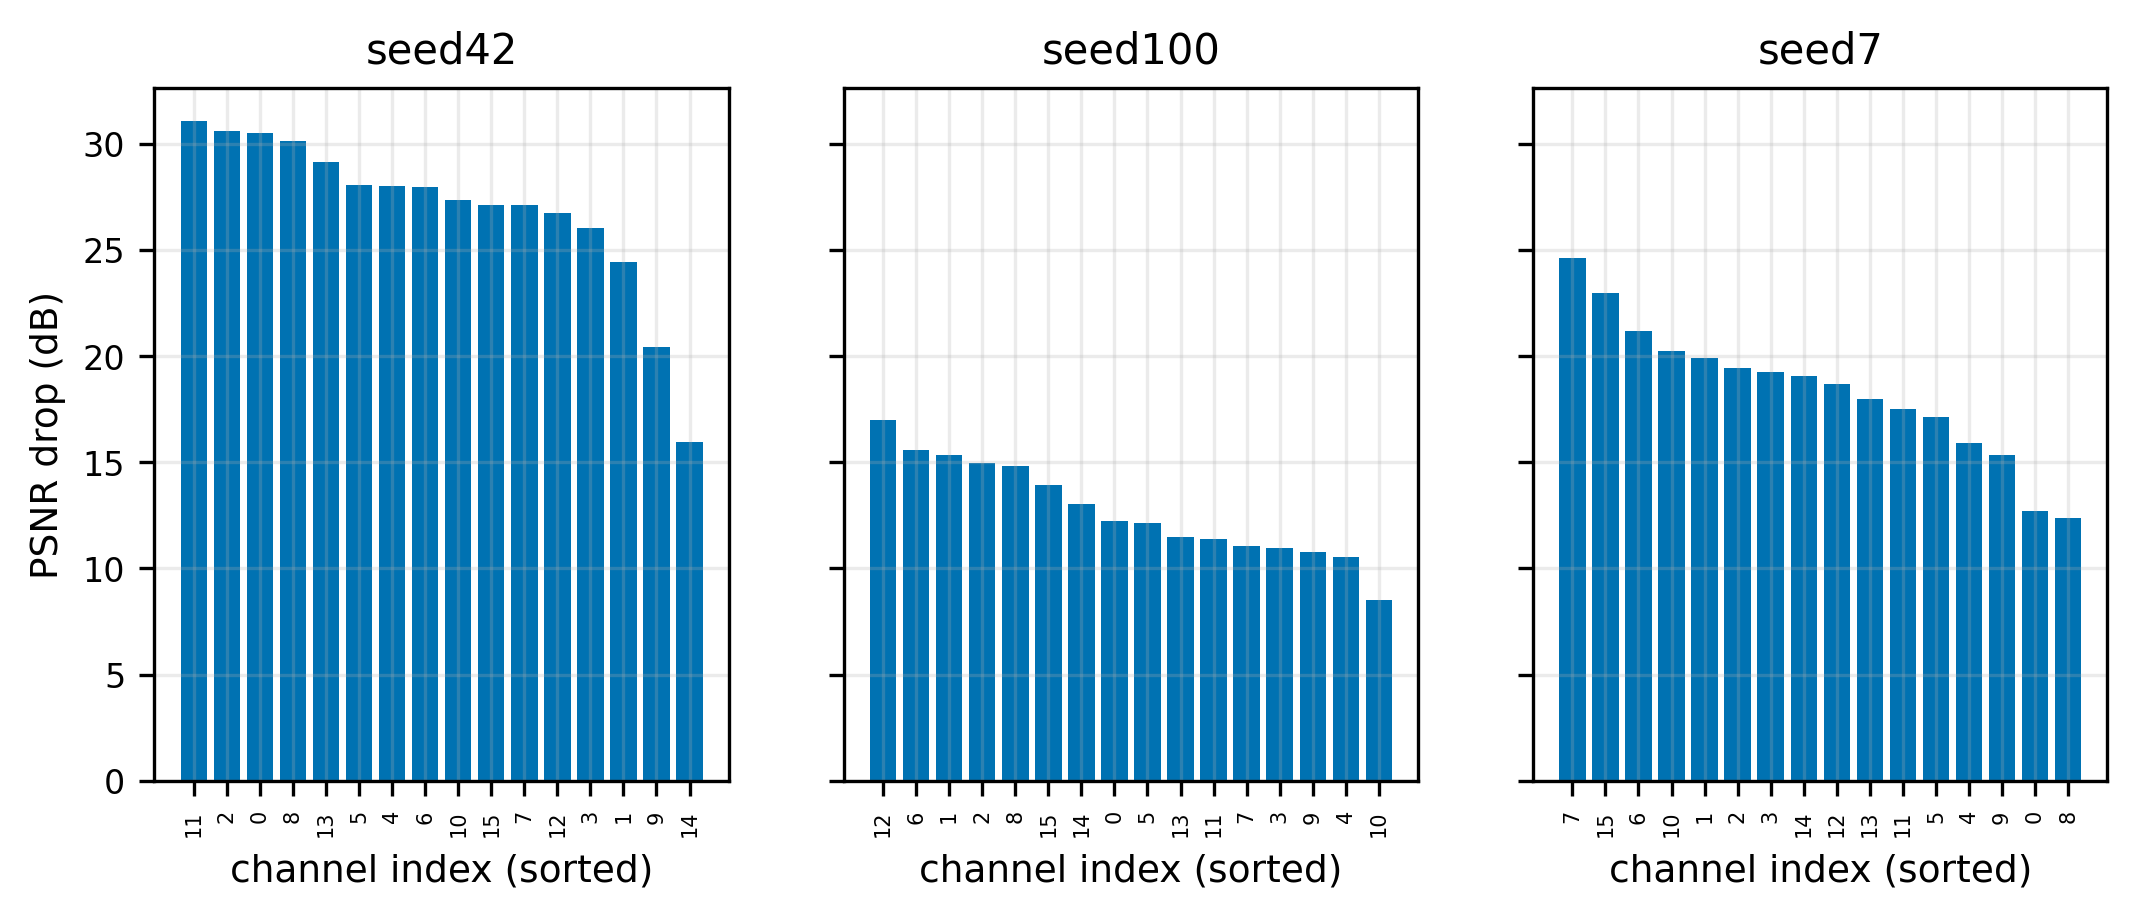 seed42 seed100 seed7
30
25
20
15
10
5
0
PSNR drop (dB)
11 2 0 8 13 5 4 6 10 15 7 12 3 1 9 14
12 6 1 2 8 15 14 0 5 13 11 7 3 9 4 10
7 15 6 10 1 2 3 14 12 13 11 5 4 9 0 8
channel index (sorted) channel index (sorted) channel index (sorted)